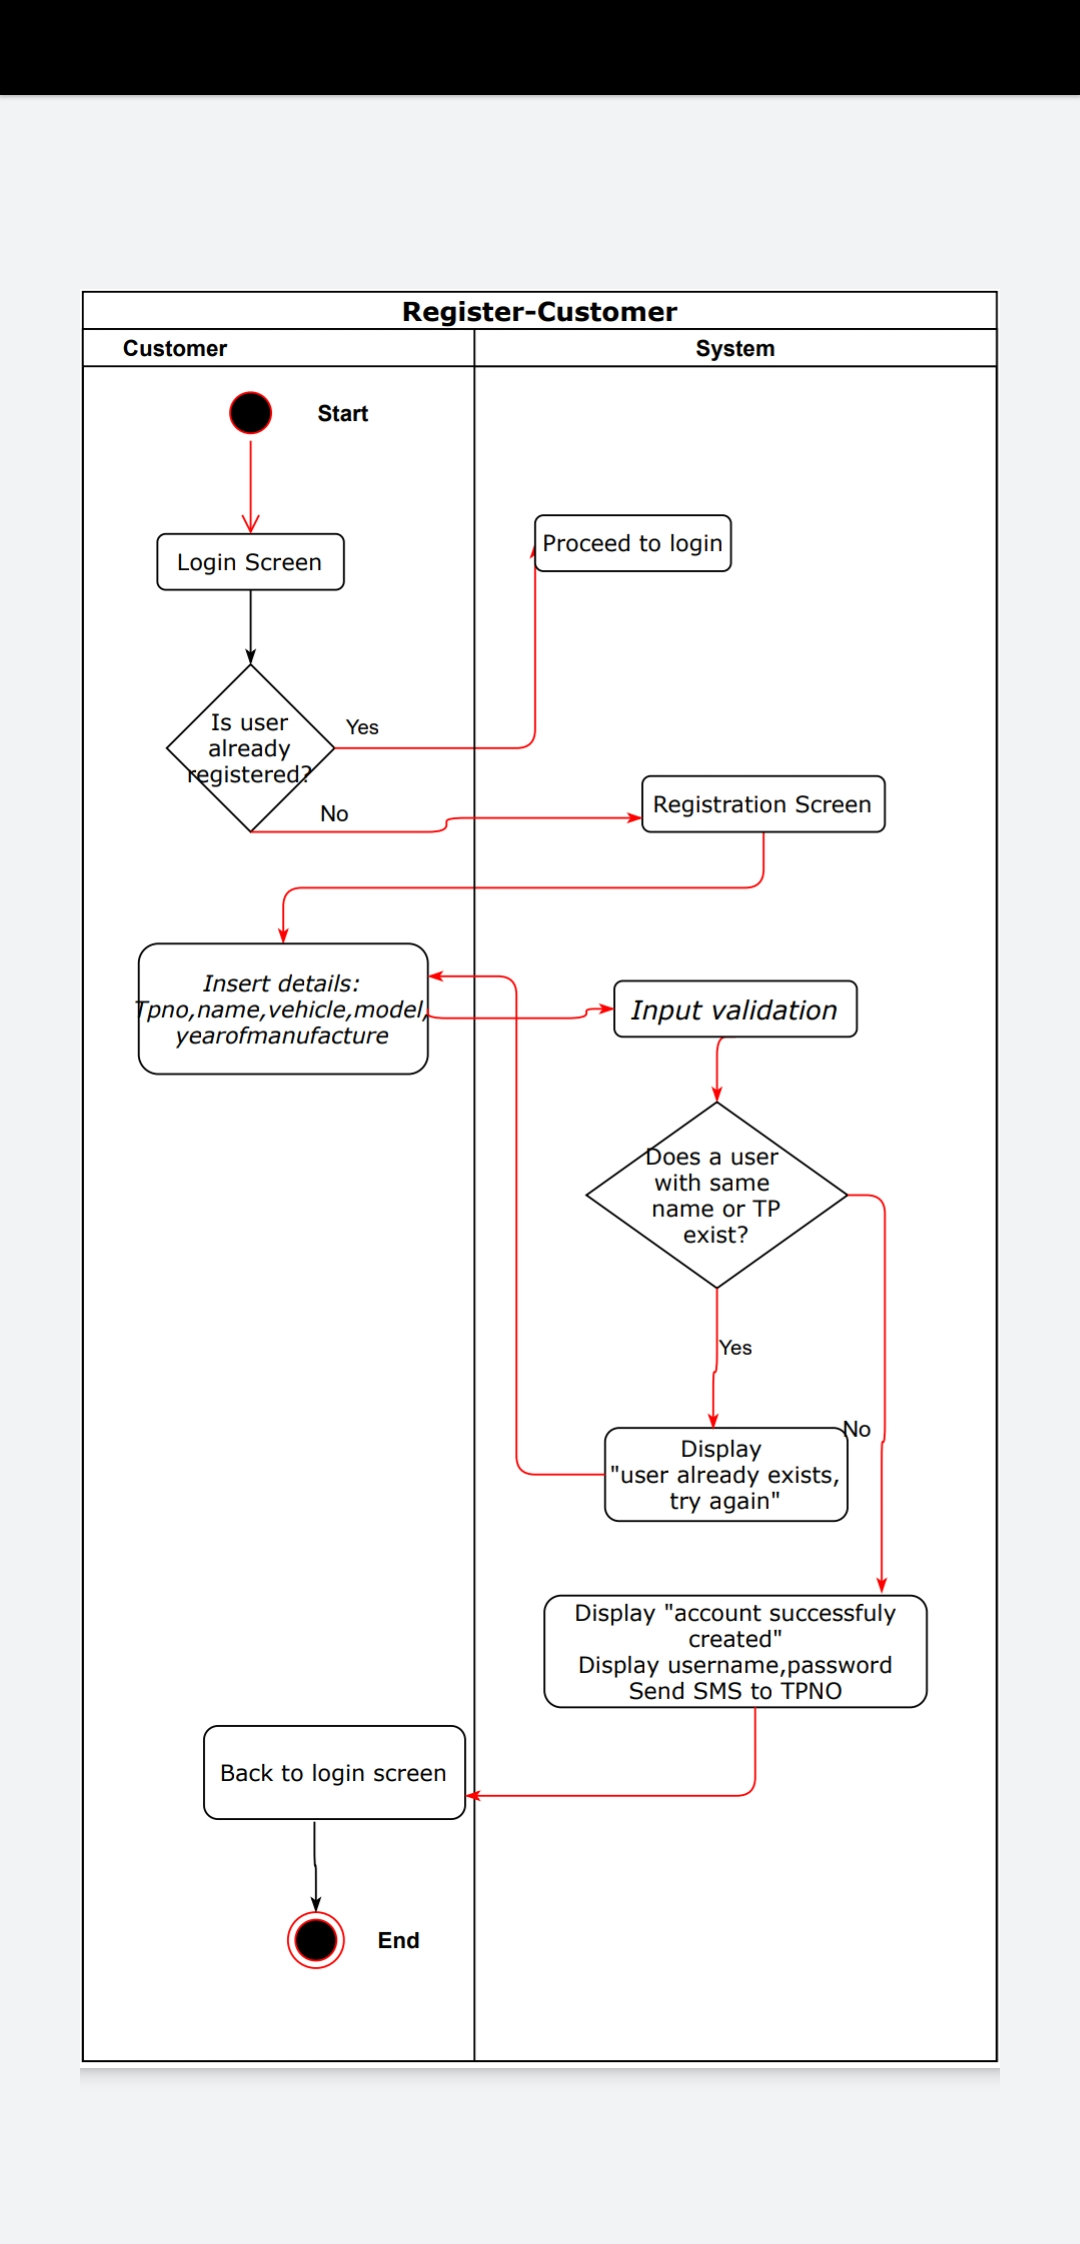 Register-Customer
Customer
System
Start
Proceed to login
Login Screen
Is user
already
registered?
Yes
No
Registration Screen
Insert details:
Tpno,name,vehicle,model,
yearofmanufacture
Input validation
Does a user
with same
name or TP
exist?
Yes
No
Display
"user already exists,
try again"
Display "account successfuly
created"
Display username,password
Send SMS to TPNO
Back to login screen
End